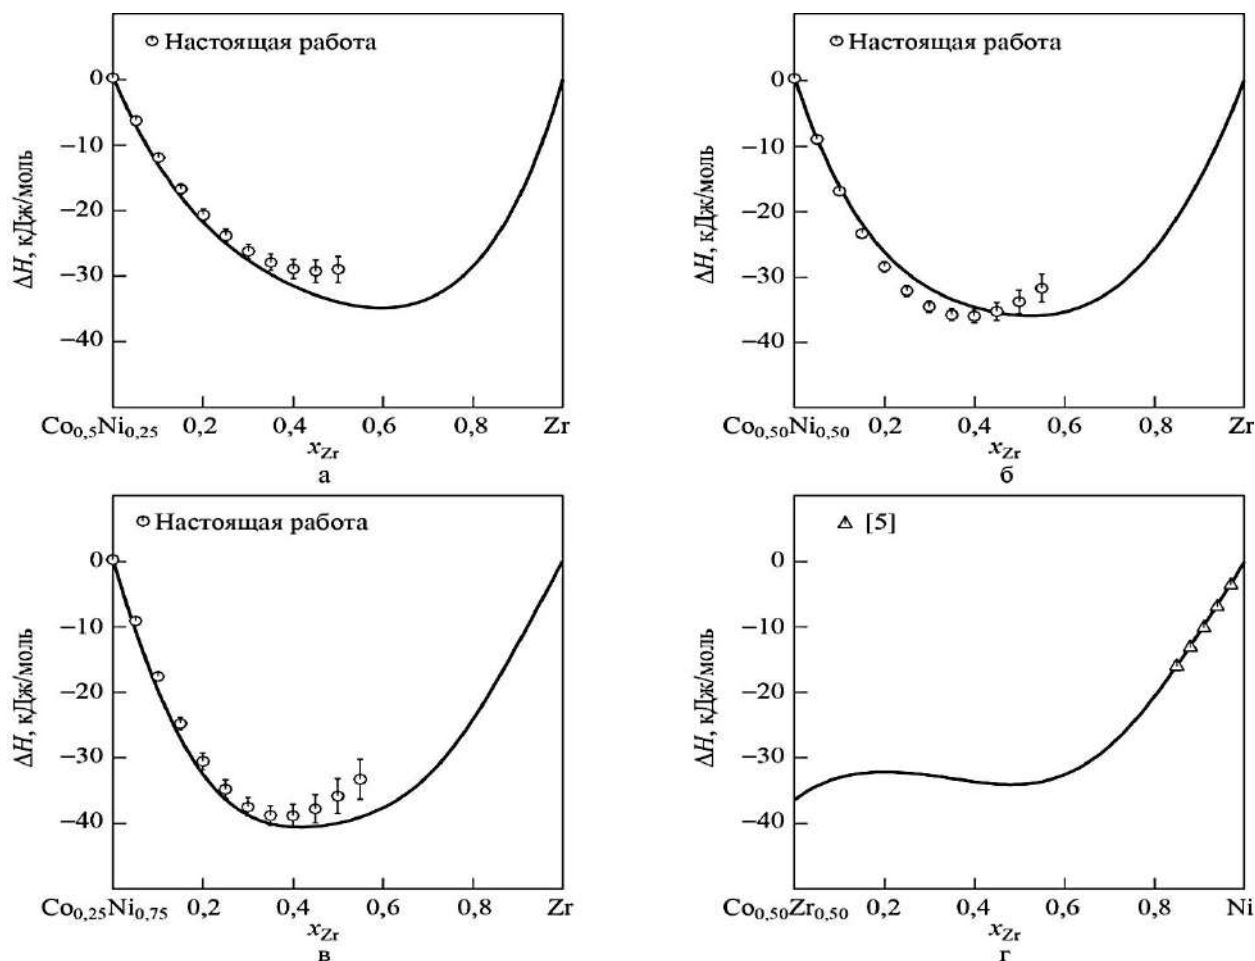 Настоящая работа
0
−10
−20
−30
−40
ΔH, кДж/моль
Co0,5Ni0,25 0,2 0,4 0,6 0,8 Zr
xZr
а
Настоящая работа
0
−10
−20
−30
−40
ΔH, кДж/моль
Co0,50Ni0,50 0,2 0,4 0,6 0,8 Zr
xZr
б
Настоящая работа
0
−10
−20
−30
−40
ΔH, кДж/моль
Co0,25Ni0,75 0,2 0,4 0,6 0,8 Zr
xZr
в
[5]
0
−10
−20
−30
−40
ΔH, кДж/моль
Co0,50Zr0,50 0,2 0,4 0,6 0,8 Ni
xZr
г